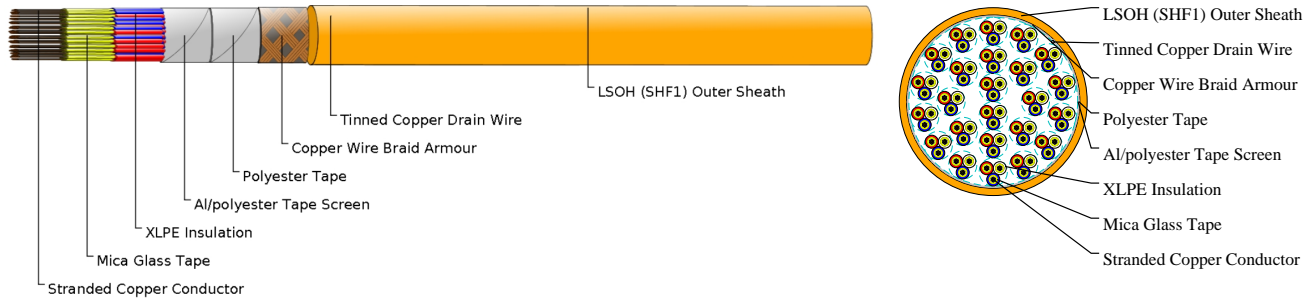 LSOH (SHF1) Outer Sheath
Tinned Copper Drain Wire
Copper Wire Braid Armour
Polyester Tape
Al/polyester Tape Screen
XLPE Insulation
Mica Glass Tape
Stranded Copper Conductor
LSOH (SHF1) Outer Sheath
Tinned Copper Drain Wire
Copper Wire Braid Armour
Polyester Tape
Al/polyester Tape Screen
XLPE Insulation
Mica Glass Tape
Stranded Copper Conductor